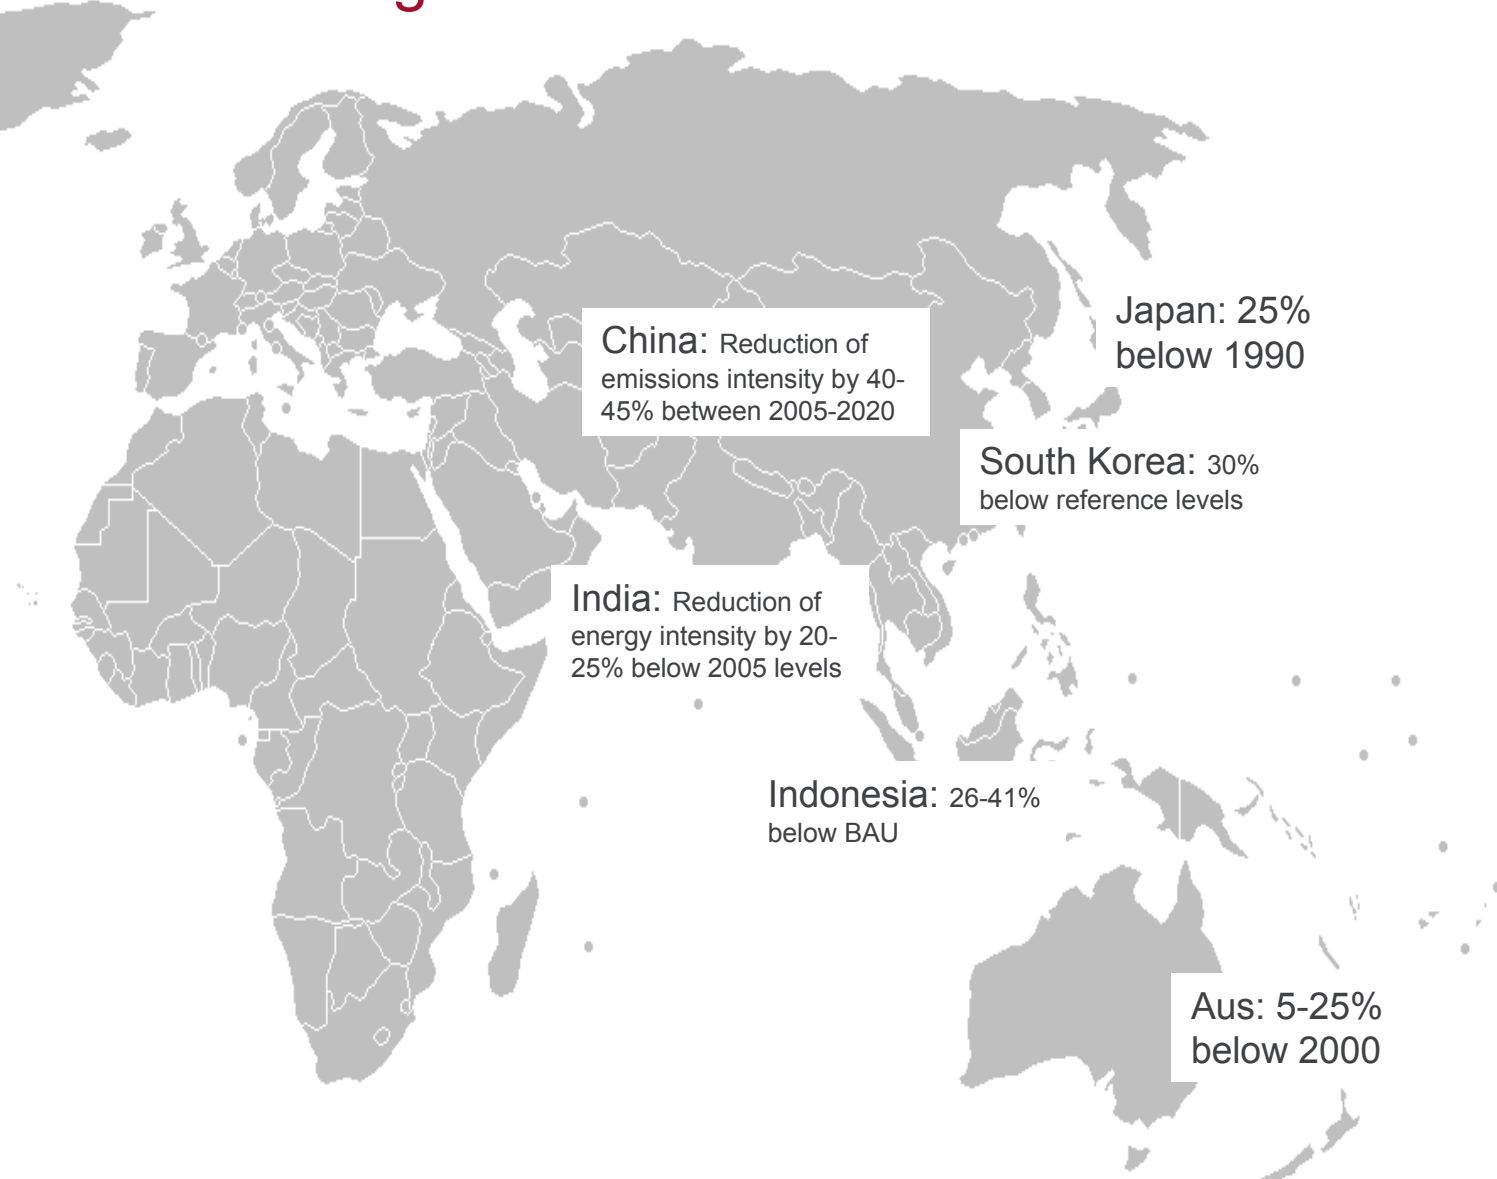 Japan: 25%
below 1990
China: Reduction of
emissions intensity by 40-
45% between 2005-2020
South Korea: 30%
below reference levels
India: Reduction of
energy intensity by 20-
25% below 2005 levels
Indonesia: 26-41%
below BAU
Aus: 5-25%
below 2000